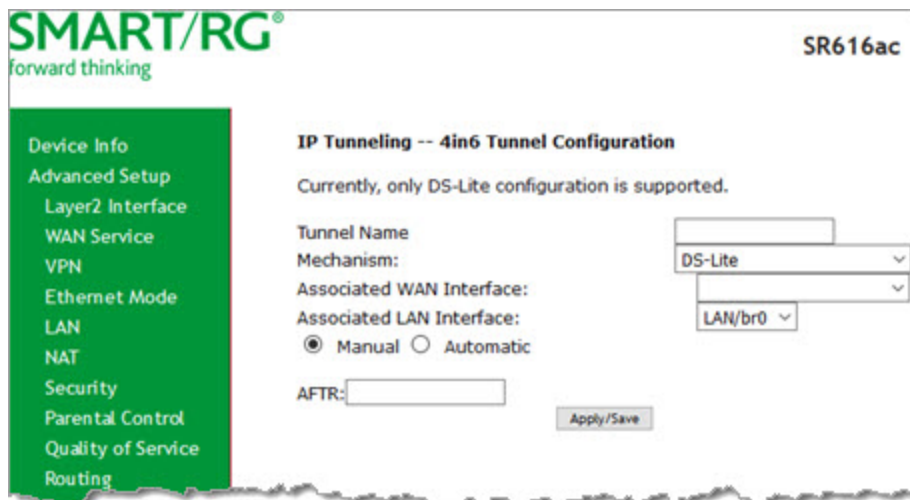 SMART/RG®
forward thinking
SR616ac
Device Info
Advanced Setup
Layer2 Interface
WAN Service
VPN
Ethernet Mode
LAN
NAT
Security
Parental Control
Quality of Service
Routing
IP Tunneling -- 4in6 Tunnel Configuration
Currently, only DS-Lite configuration is supported.
Tunnel Name
Mechanism: DS-Lite
Associated WAN Interface:
Associated LAN Interface: LAN/br0
Manual Automatic
AFTR:
Apply/Save